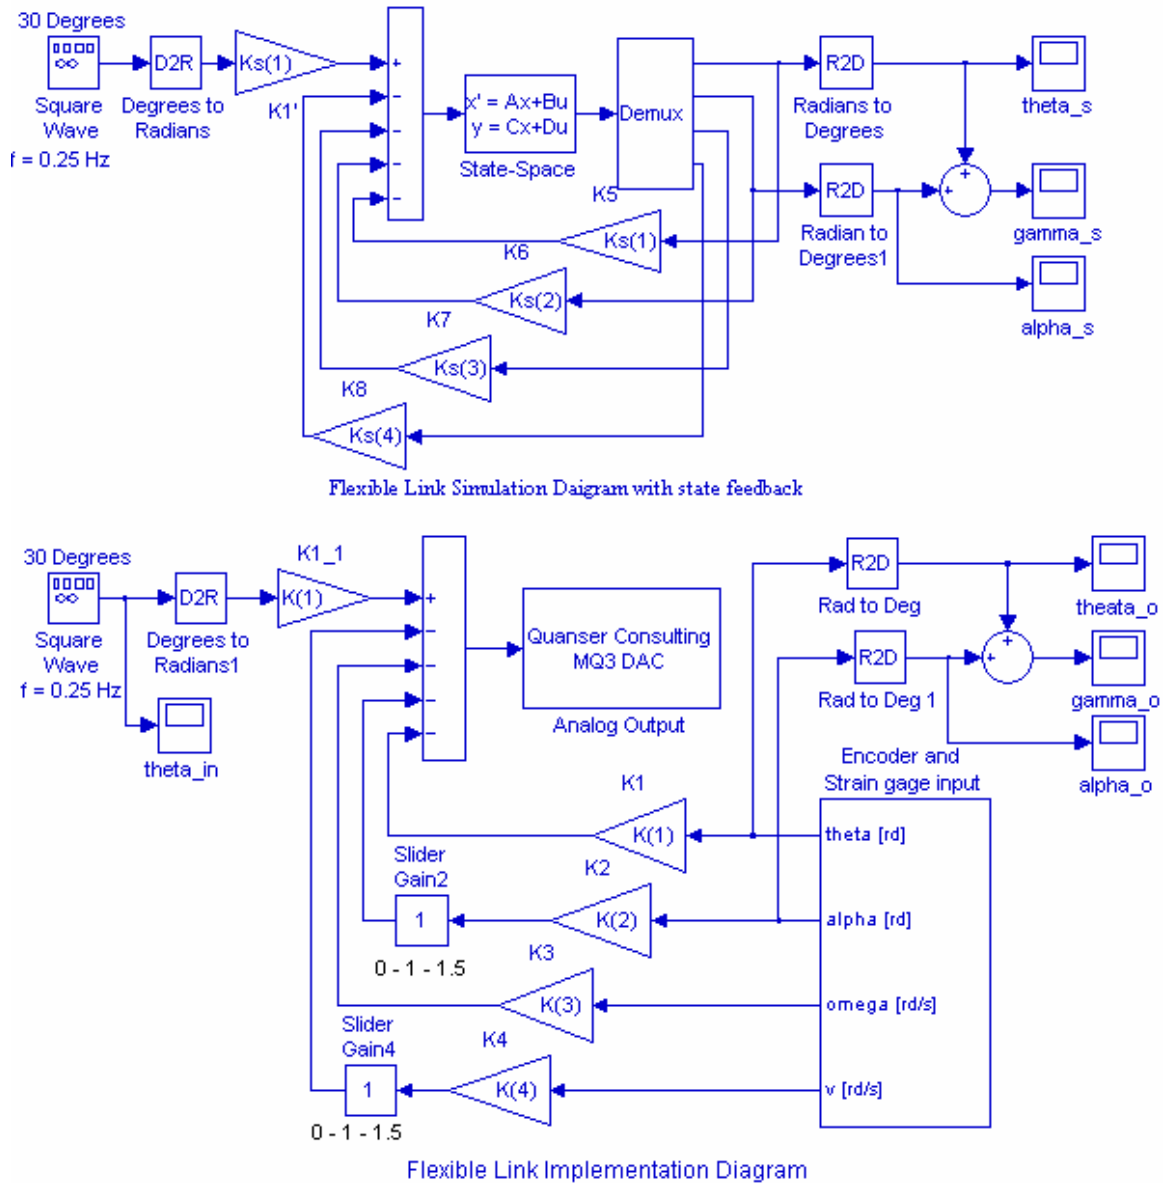 30 Degrees
Square
Wave
f = 0.25 Hz
D2R
Degrees to
Radians
Ks(1)
K1'
+
−
−
−
−
x' = Ax+Bu
y = Cx+Du
State-Space
Demux
R2D
Radians to
Degrees
theta_s
R2D
Radian to
Degrees1
+
+
gamma_s
alpha_s
K5
Ks(1)
K6
Ks(2)
K7
Ks(3)
K8
Ks(4)
Flexible Link Simulation Daigram with state feedback
30 Degrees
Square
Wave
f = 0.25 Hz
theta_in
D2R
Degrees to
Radians1
K1_1
K(1)
+
−
−
−
−
Quanser Consulting
MQ3 DAC
Analog Output
R2D
Rad to Deg
theata_o
R2D
Rad to Deg 1
+
+
gamma_o
alpha_o
Encoder and
Strain gage input
theta [rd]
alpha [rd]
omega [rd/s]
v [rd/s]
K1
K(1)
K2
K(2)
Slider
Gain2
1
0 - 1 - 1.5
K3
K(3)
K4
K(4)
Slider
Gain4
1
0 - 1 - 1.5
Flexible Link Implementation Diagram